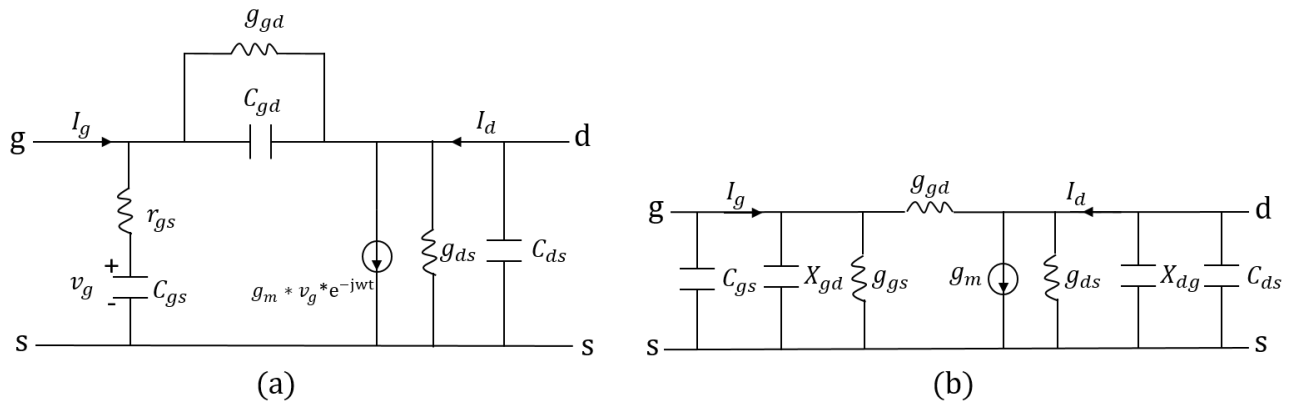 g_gd
C_gd
g
I_g
I_d
d
r_gs
+
v_g
-
C_gs
g_m * v_g*e^-jwt
g_ds
C_ds
s
s
(a)
g_gd
g
I_g
I_d
d
C_gs
X_gd
g_gs
g_m
g_ds
X_dg
C_ds
s
s
(b)